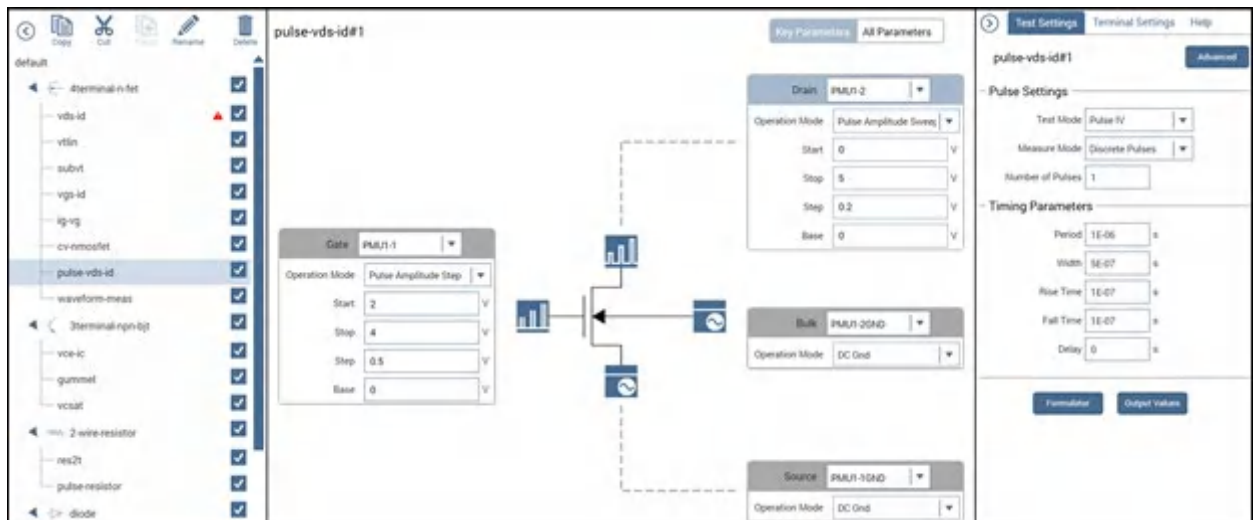 Copy
Cut
Paste
Rename
Delete
default
4terminal-n-fet
vds-id
vtlin
subvt
vgs-id
ig-vg
cv-nmosfet
pulse-vds-id
waveform-meas
3terminal-npn-bjt
vce-ic
gummel
vcsat
2-wire-resistor
res2t
pulse-resistor
diode
pulse-vds-id#1
Key Parameters
All Parameters
Gate PMU1-1
Operation Mode Pulse Amplitude Step
Start 2 V
Stop 4 V
Step 0.5 V
Base 0 V
Drain PMU1-2
Operation Mode Pulse Amplitude Sweep
Start 0 V
Stop 5 V
Step 0.2 V
Base 0 V
Bulk PMU1-2GND
Operation Mode DC Gnd
Source PMU1-1GND
Operation Mode DC Gnd
Test Settings Terminal Settings Help
pulse-vds-id#1 Advanced
Pulse Settings
Test Mode Pulse IV
Measure Mode Discrete Pulses
Number of Pulses 1
Timing Parameters
Period 1E-06 s
Width 5E-07 s
Rise Time 1E-07 s
Fall Time 1E-07 s
Delay 0 s
Formulator Output Values